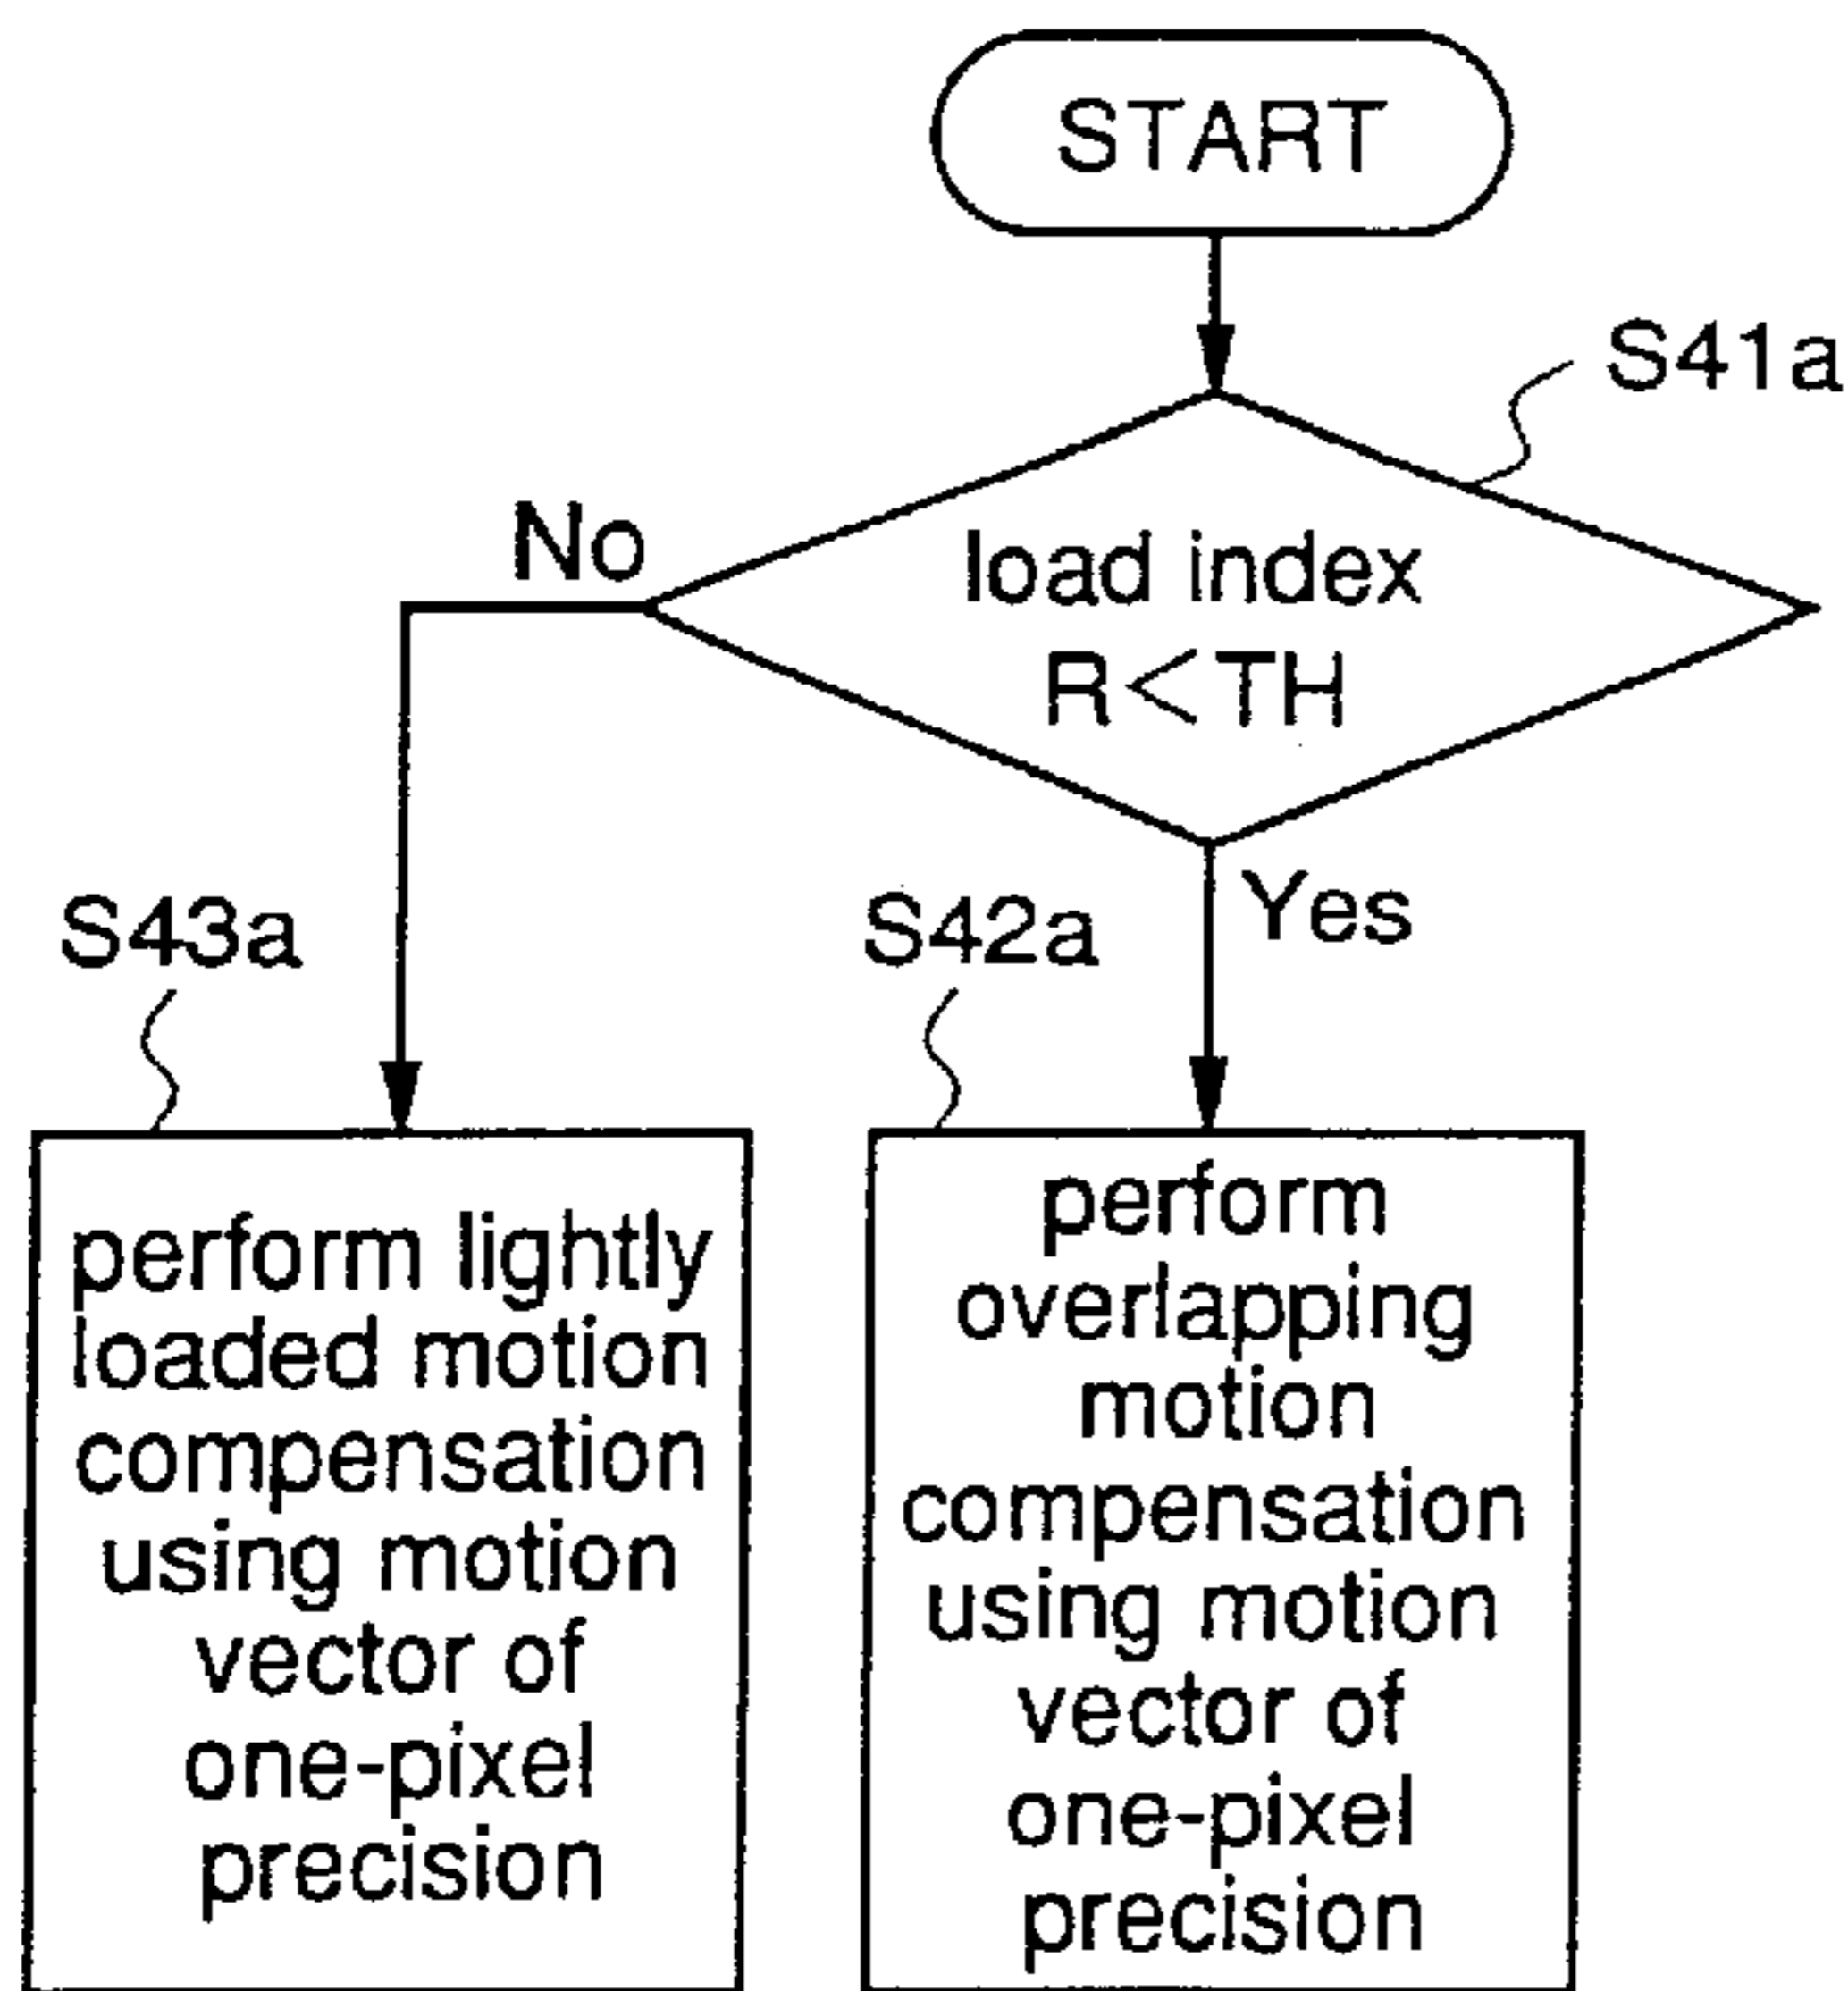 START
S41a
No
load index
R<TH
Yes
S43a
S42a
perform lightly
loaded motion
compensation
using motion
vector of
one-pixel
precision
perform
overlapping
motion
compensation
using motion
vector of
one-pixel
precision